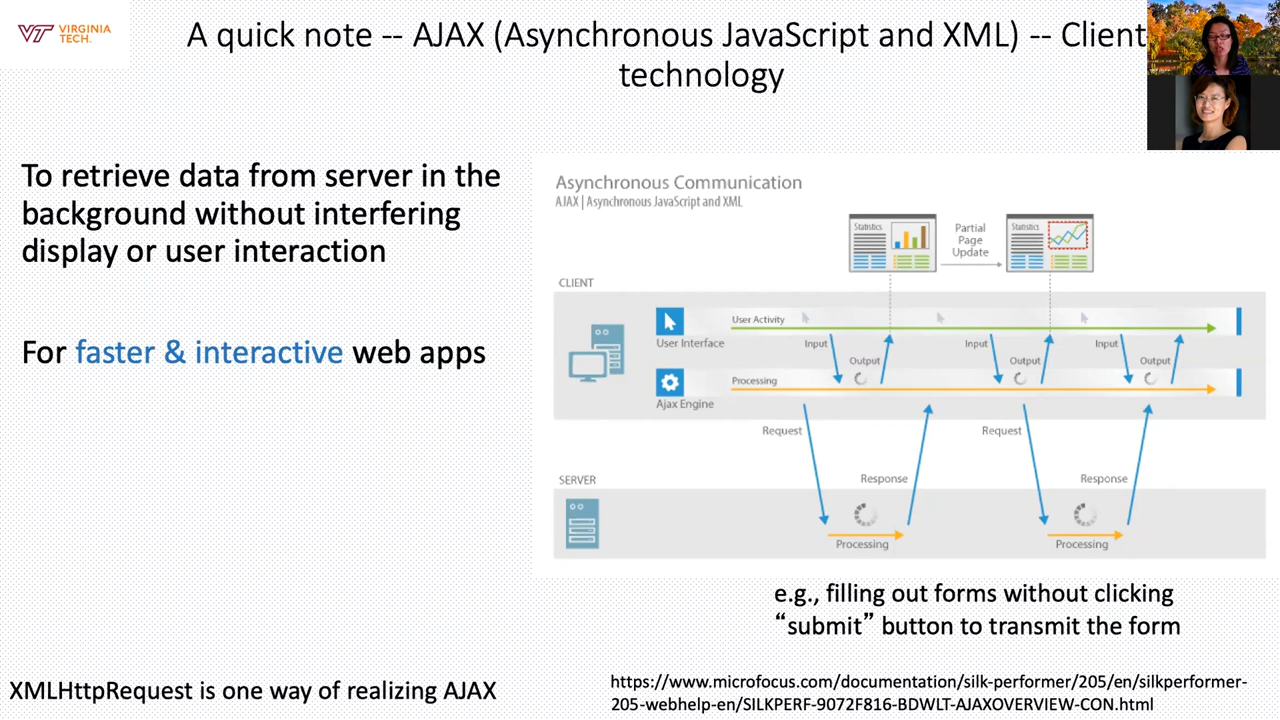 VT VIRGINIA TECH.
A quick note -- AJAX (Asynchronous JavaScript and XML) -- Client
technology
To retrieve data from server in the
background without interfering
display or user interaction
For faster & interactive web apps
Asynchronous Communication
AJAX | Asynchronous JavaScript and XML
Statistics
Partial
Page
Update
Statistics
CLIENT
User Activity
User Interface
Input
Output
Input
Output
Input
Output
Processing
Ajax Engine
Request
Request
Response
Response
SERVER
Processing
Processing
e.g., filling out forms without clicking
“submit” button to transmit the form
XMLHttpRequest is one way of realizing AJAX
https://www.microfocus.com/documentation/silk-performer/205/en/silkperformer-
205-webhelp-en/SILKPERF-9072F816-BDWLT-AJAXOVERVIEW-CON.html